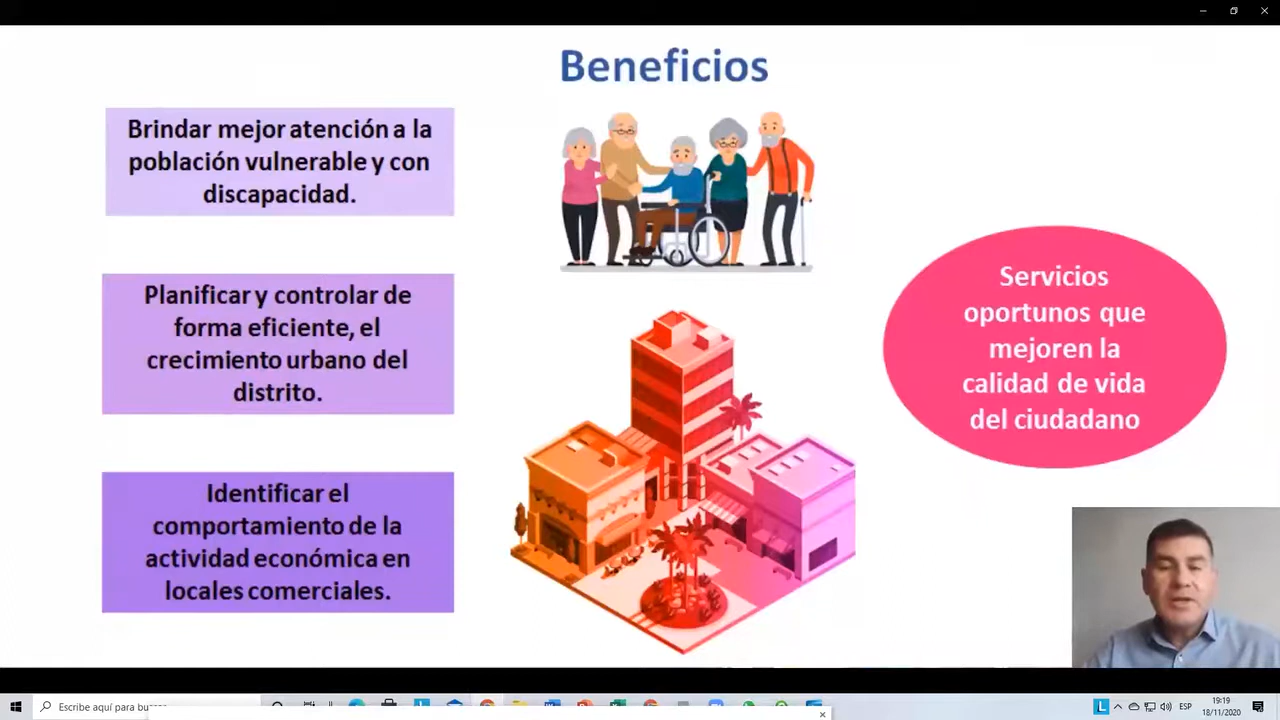 Beneficios
Brindar mejor atención a la
población vulnerable y con
discapacidad.
Planificar y controlar de
forma eficiente, el
crecimiento urbano del
distrito.
Identificar el
comportamiento de la
actividad económica en
locales comerciales.
Servicios
oportunos que
mejoren la
calidad de vida
del ciudadano
Escribe aquí para
ESP
19:19
18/11/2020